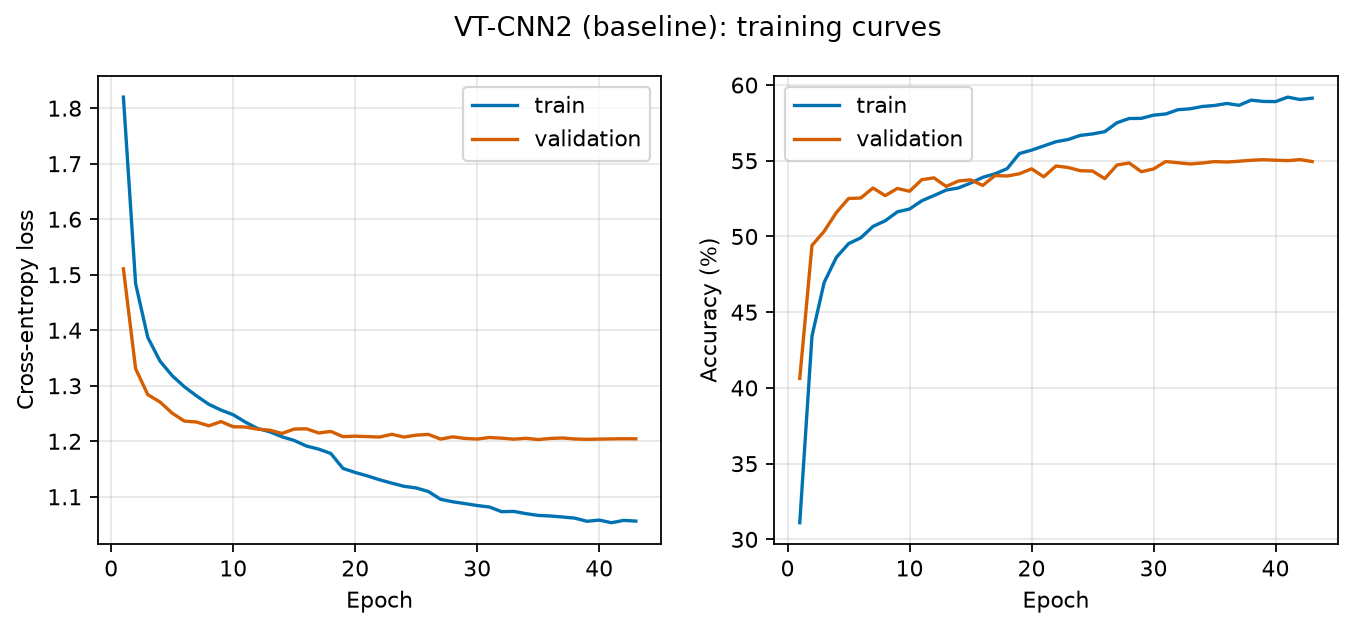 VT-CNN2 (baseline): training curves
Cross-entropy loss
1.8
1.7
1.6
1.5
1.4
1.3
1.2
1.1
0
10
20
30
40
Epoch
train
validation
Accuracy (%)
60
55
50
45
40
35
30
0
10
20
30
40
Epoch
train
validation